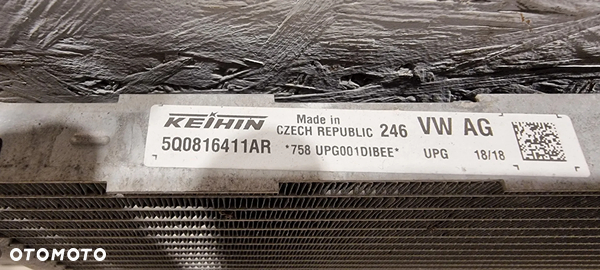 KEIHIN Made in CZECH REPUBLIC 246 VW AG
5Q0816411AR *758 UPG001DIBEE* UPG 18/18
OTOMOTO